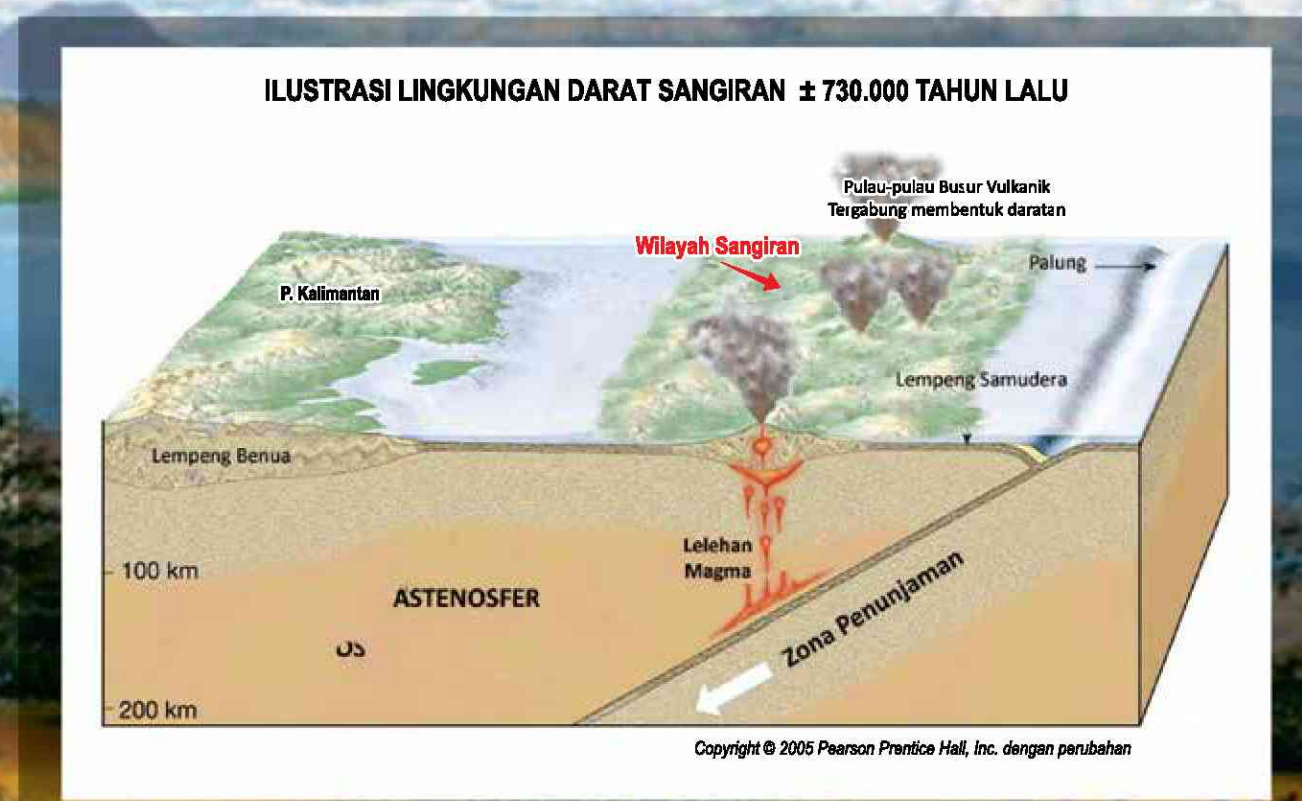 ILUSTRASI LINGKUNGAN DARAT SANGIRAN ± 730.000 TAHUN LALU
Pulau-pulau Busur Vulkanik
Tergabung membentuk daratan
Wilayah Sangiran
Palung
P. Kalimantan
Lempeng Samudera
Lempeng Benua
Lelehan
Magma
100 km
ASTENOSFER
Zona Penunjaman
200 km
Copyright © 2005 Pearson Prentice Hall, Inc. dengan perubahan